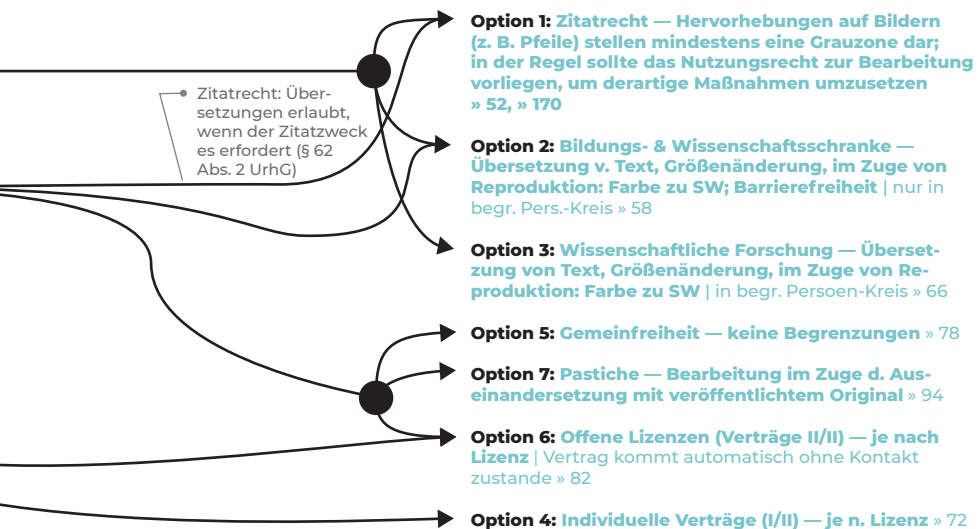 Zitatrecht: Über-
setzungen erlaubt,
wenn der Zitatzweck
es erfordert (§ 62
Abs. 2 UrhG)
Option 1: Zitatrecht — Hervorhebungen auf Bildern
(z. B. Pfeile) stellen mindestens eine Grauzone dar;
in der Regel sollte das Nutzungsrecht zur Bearbeitung
vorliegen, um derartige Maßnahmen umzusetzen
» 52, » 170
Option 2: Bildungs- & Wissenschaftsschranke —
Übersetzung v. Text, Größenänderung, im Zuge von
Reproduktion: Farbe zu SW; Barrierefreiheit | nur in
begr. Pers.-Kreis » 58
Option 3: Wissenschaftliche Forschung — Überset-
zung von Text, Größenänderung, im Zuge von Re-
produktion: Farbe zu SW | in begr. Persoen-Kreis » 66
Option 5: Gemeinfreiheit — keine Begrenzungen » 78
Option 7: Pastiche — Bearbeitung im Zuge d. Aus-
einandersetzung mit veröffentlichtem Original » 94
Option 6: Offene Lizenzen (Verträge II/II) — je nach
Lizenz | Vertrag kommt automatisch ohne Kontakt
zustande » 82
Option 4: Individuelle Verträge (I/II) — je n. Lizenz » 72